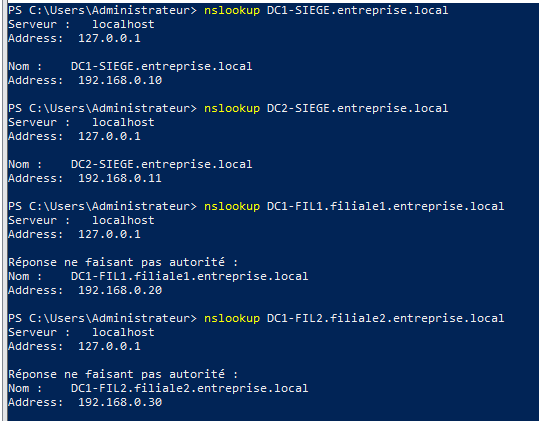 PS C:\Users\Administrateur> nslookup DC1-SIEGE.entreprise.local
Serveur :   localhost
Address:  127.0.0.1
Nom :    DC1-SIEGE.entreprise.local
Address:  192.168.0.10
PS C:\Users\Administrateur> nslookup DC2-SIEGE.entreprise.local
Serveur :   localhost
Address:  127.0.0.1
Nom :    DC2-SIEGE.entreprise.local
Address:  192.168.0.11
PS C:\Users\Administrateur> nslookup DC1-FIL1.filiale1.entreprise.local
Serveur :   localhost
Address:  127.0.0.1
Réponse ne faisant pas autorité :
Nom :    DC1-FIL1.filiale1.entreprise.local
Address:  192.168.0.20
PS C:\Users\Administrateur> nslookup DC1-FIL2.filiale2.entreprise.local
Serveur :   localhost
Address:  127.0.0.1
Réponse ne faisant pas autorité :
Nom :    DC1-FIL2.filiale2.entreprise.local
Address:  192.168.0.30